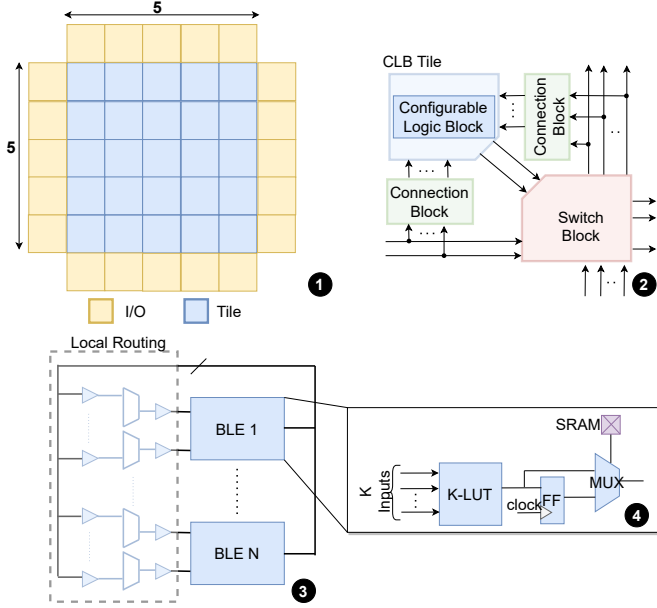 5
5
I/O
Tile
1
CLB Tile
Configurable
Logic Block
Connection
Block
Connection
Block
Switch
Block
2
Local Routing
BLE 1
BLE N
3
SRAM
K
Inputs
K-LUT
clock
FF
MUX
4